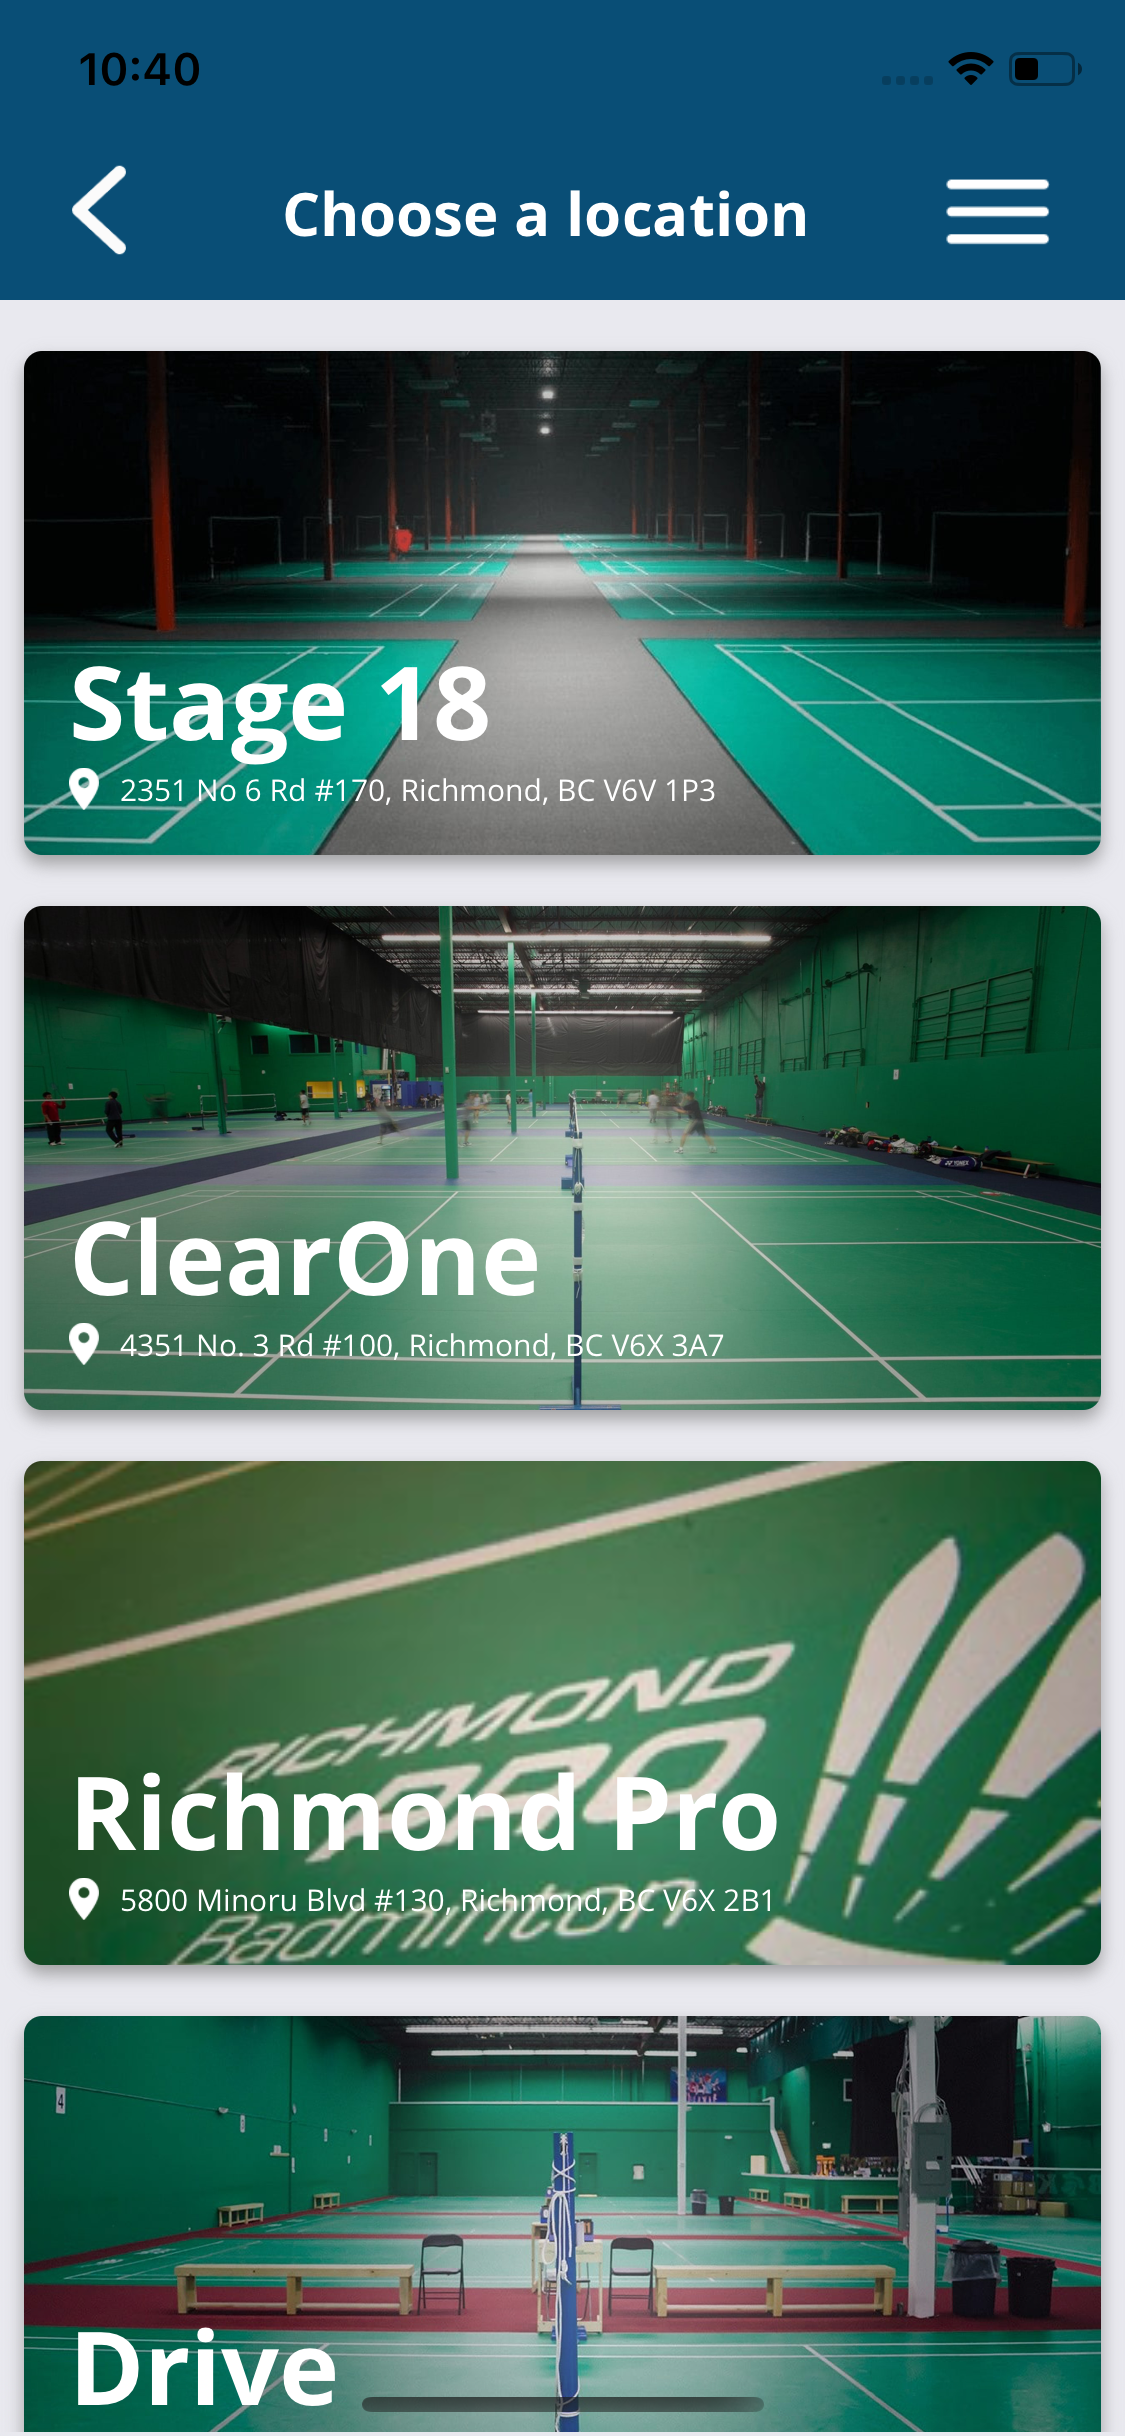 10:40
Choose a location
Stage 18
2351 No 6 Rd #170, Richmond, BC V6V 1P3
ClearOne
YONEX
4351 No. 3 Rd #100, Richmond, BC V6X 3A7
RICHMOND
PRO
Richmond Pro
5800 Minoru Blvd #130, Richmond, BC V6X 2B1
Badminton
4
Drive